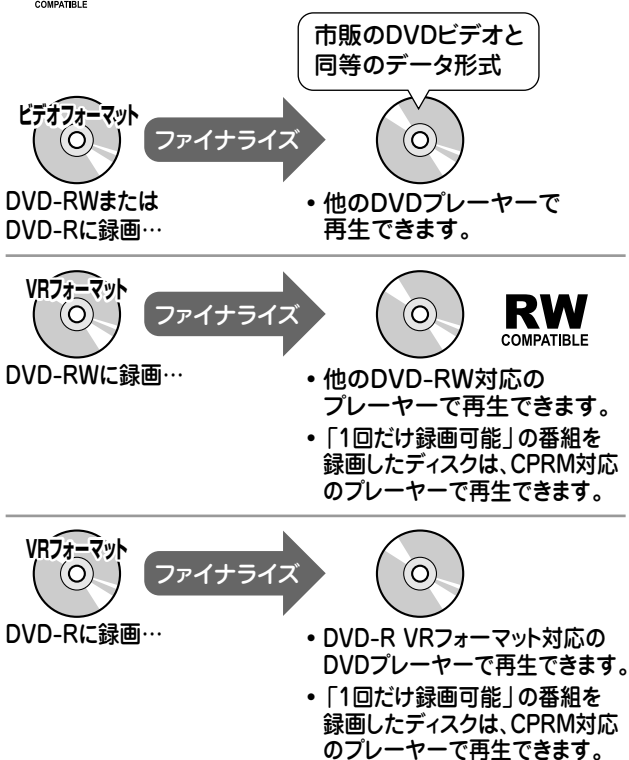 COMPATIBLE
市販のDVDビデオと
同等のデータ形式
ビデオフォーマット
ファイナライズ
DVD-RWまたは
DVD-Rに録画…
• 他のDVDプレーヤーで
再生できます。
VRフォーマット
ファイナライズ
RW
COMPATIBLE
DVD-RWに録画…
• 他のDVD-RW対応の
プレーヤーで再生できます。
• 「1回だけ録画可能」の番組を
録画したディスクは、CPRM対応
のプレーヤーで再生できます。
VRフォーマット
ファイナライズ
DVD-Rに録画…
• DVD-R VRフォーマット対応の
DVDプレーヤーで再生できます。
• 「1回だけ録画可能」の番組を
録画したディスクは、CPRM対応
のプレーヤーで再生できます。